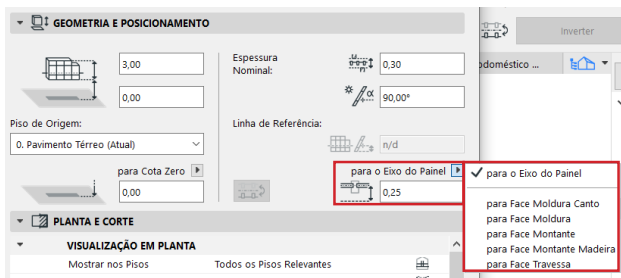 GEOMETRIA E POSICIONAMENTO
Inverter
3,00
Espessura
Nominal:
0,30
odoméstico ...
0,00
α
90,00°
Piso de Origem:
Linha de Referência:
0. Pavimento Térreo (Atual)
n/d
para Cota Zero
para o Eixo do Painel
0,00
0,25
para o Eixo do Painel
para Face Moldura Canto
para Face Moldura
para Face Montante
para Face Montante Madeira
para Face Travessa
PLANTA E CORTE
VISUALIZAÇÃO EM PLANTA
Mostrar nos Pisos
Todos os Pisos Relevantes